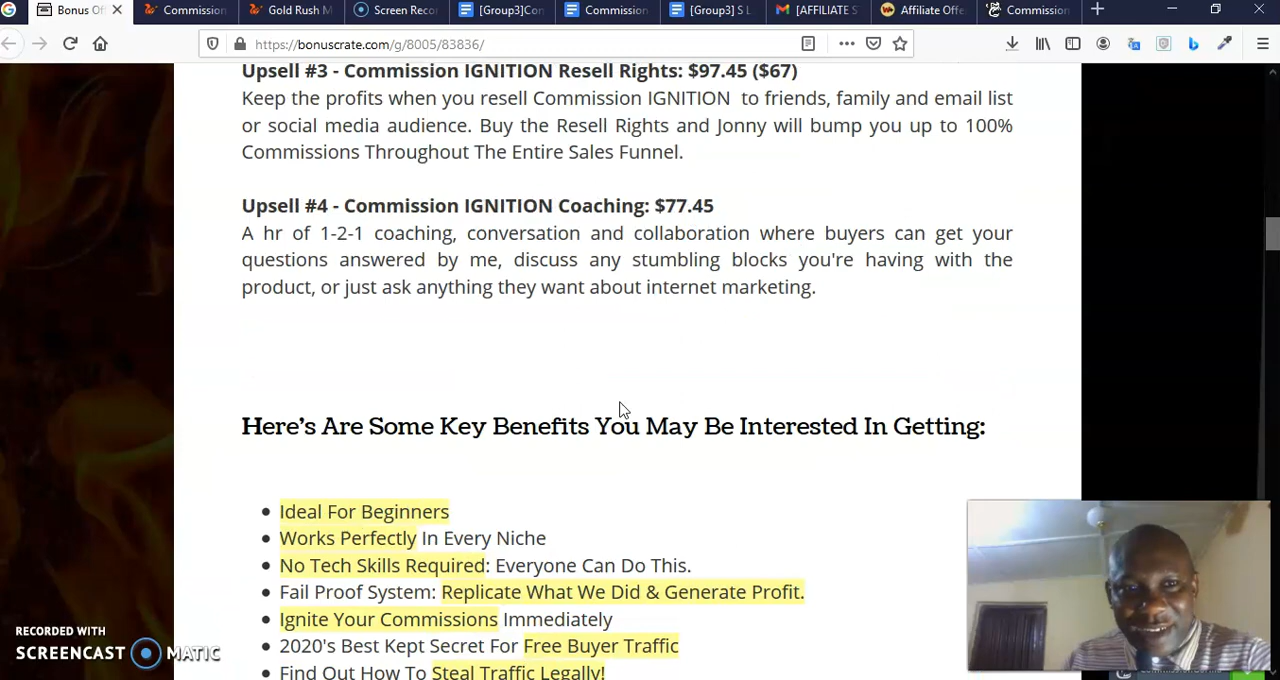 Bonus Of
Commission
Gold Rush M
Screen Reco
[Group3]Con
Commission
[Group3] S L
[AFFILIATE S
Affiliate Offe
Commission
https://bonuscrate.com/g/8005/83836/
Upsell #3 - Commission IGNITION Resell Rights: $97.45 ($67)
Keep the profits when you resell Commission IGNITION to friends, family and email list
or social media audience. Buy the Resell Rights and Jonny will bump you up to 100%
Commissions Throughout The Entire Sales Funnel.
Upsell #4 - Commission IGNITION Coaching: $77.45
A hr of 1-2-1 coaching, conversation and collaboration where buyers can get your
questions answered by me, discuss any stumbling blocks you're having with the
product, or just ask anything they want about internet marketing.
Here's Are Some Key Benefits You May Be Interested In Getting:
Ideal For Beginners
Works Perfectly In Every Niche
No Tech Skills Required: Everyone Can Do This.
Fail Proof System: Replicate What We Did & Generate Profit.
Ignite Your Commissions Immediately
2020's Best Kept Secret For Free Buyer Traffic
Find Out How To Steal Traffic Legally!
RECORDED WITH
SCREENCAST MATIC